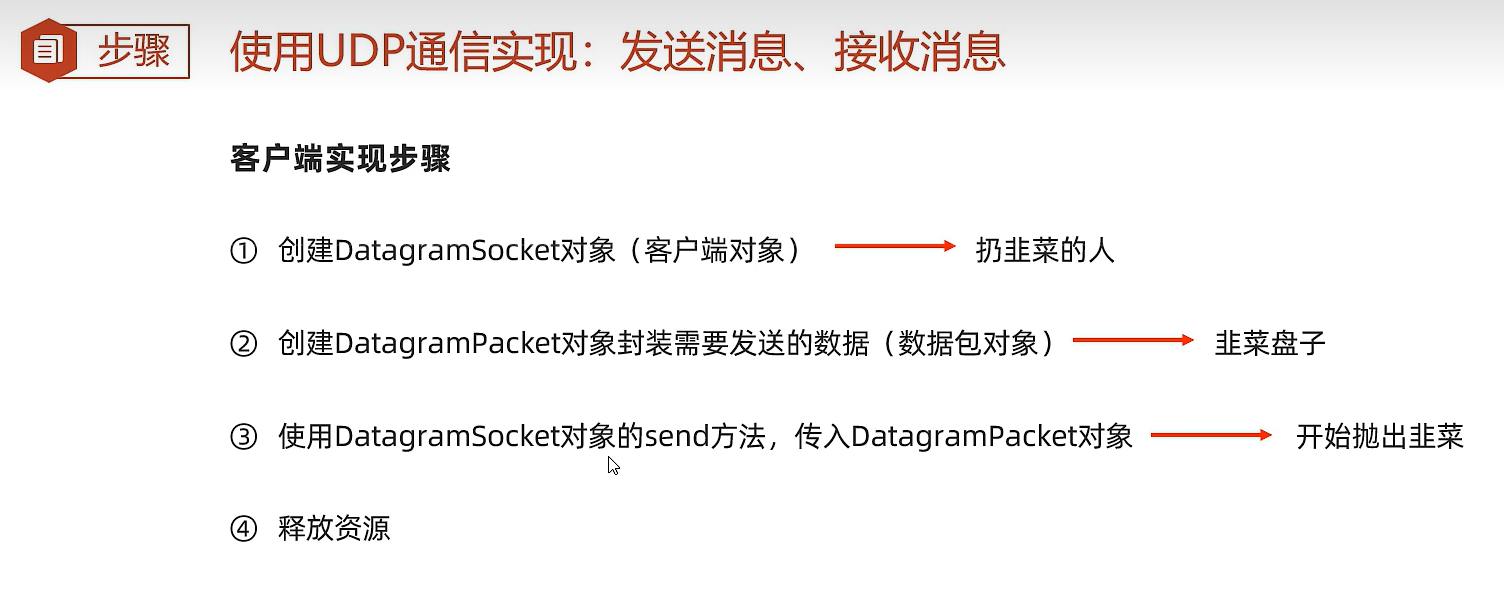 步骤
使用UDP通信实现：发送消息、接收消息
客户端实现步骤
① 创建DatagramSocket对象（客户端对象） 扔韭菜的人
② 创建DatagramPacket对象封装需要发送的数据（数据包对象） 韭菜盘子
③ 使用DatagramSocket对象的send方法，传入DatagramPacket对象 开始抛出韭菜
④ 释放资源